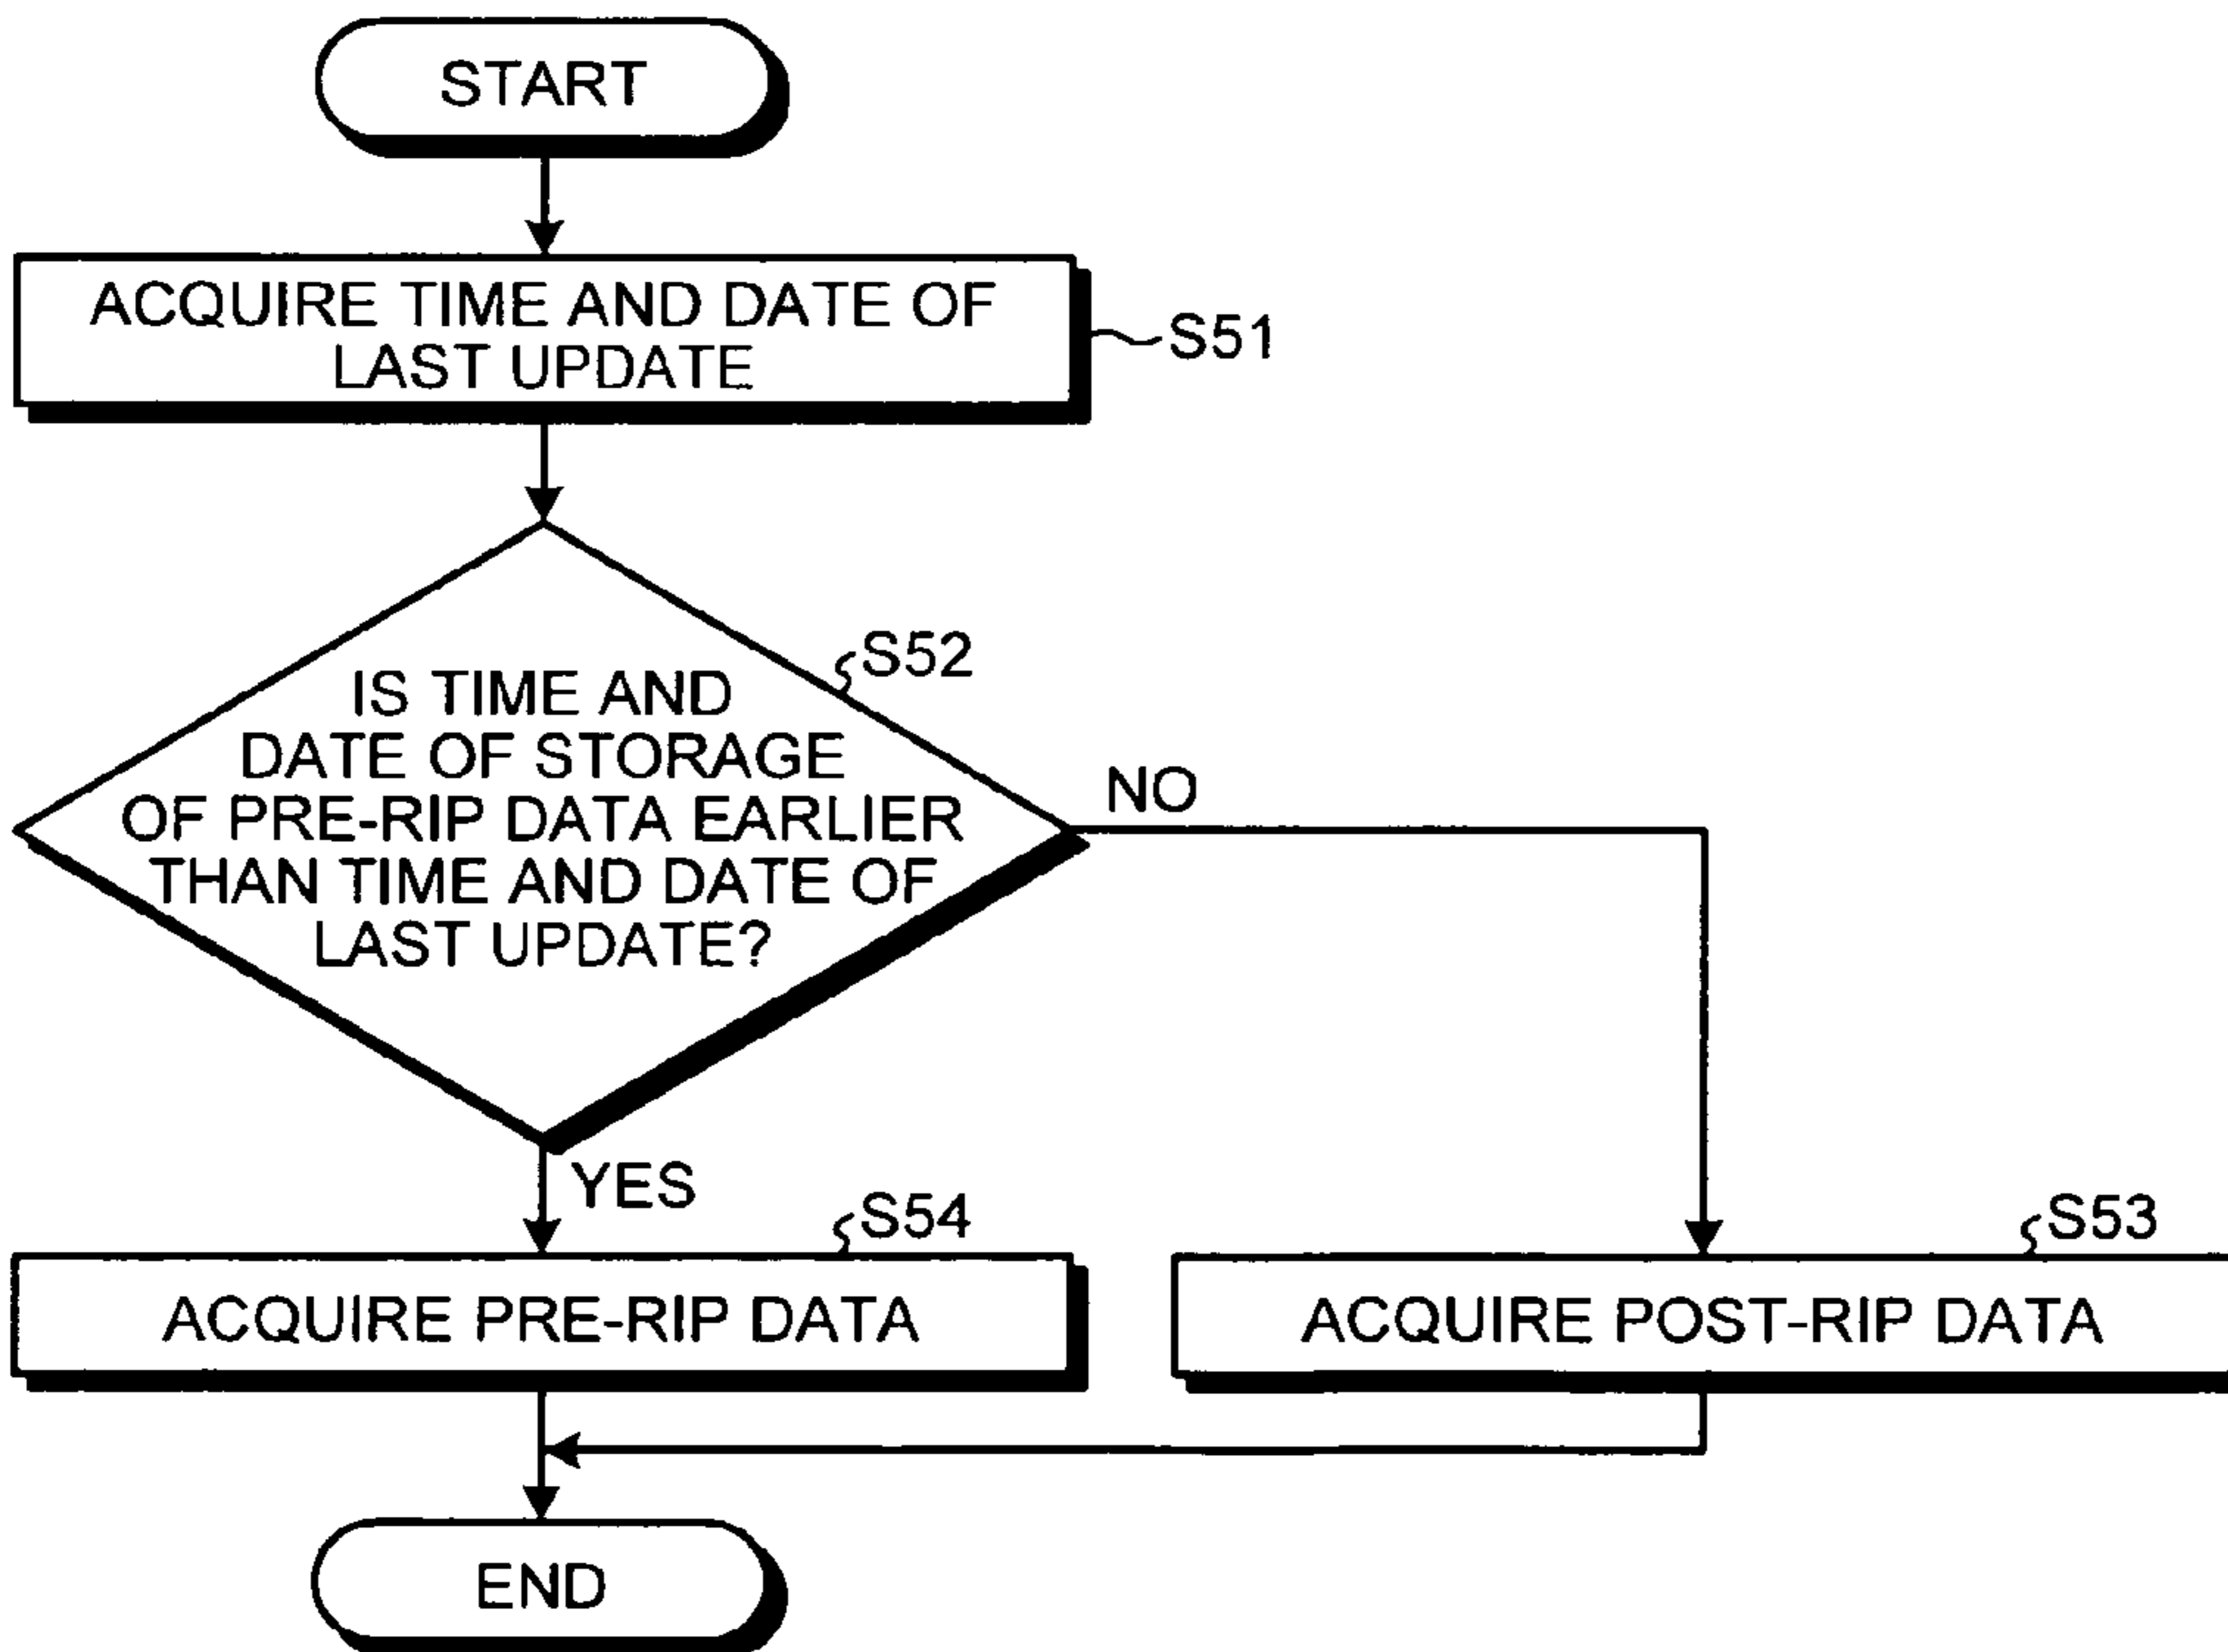 START
ACQUIRE TIME AND DATE OF
LAST UPDATE
S51
S52
IS TIME AND
DATE OF STORAGE
OF PRE-RIP DATA EARLIER
THAN TIME AND DATE OF
LAST UPDATE?
NO
YES
S54
ACQUIRE PRE-RIP DATA
S53
ACQUIRE POST-RIP DATA
END